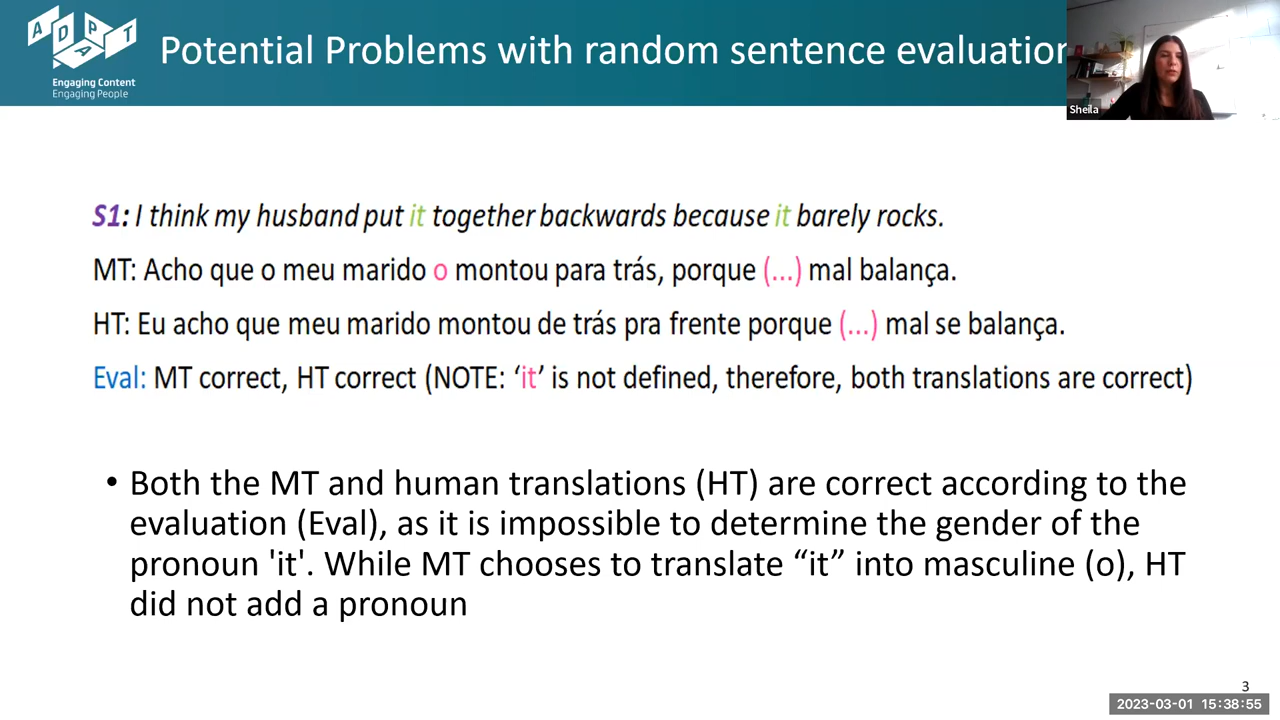 ADAPT
Engaging Content
Engaging People
Potential Problems with random sentence evaluation
Sheila
S1: I think my husband put it together backwards because it barely rocks.
MT: Acho que o meu marido o montou para trás, porque (...) mal balança.
HT: Eu acho que meu marido montou de trás pra frente porque (...) mal se balança.
Eval: MT correct, HT correct (NOTE: ‘it’ is not defined, therefore, both translations are correct)
• Both the MT and human translations (HT) are correct according to the
evaluation (Eval), as it is impossible to determine the gender of the
pronoun 'it'. While MT chooses to translate “it” into masculine (o), HT
did not add a pronoun
3
2023-03-01 15:38:55